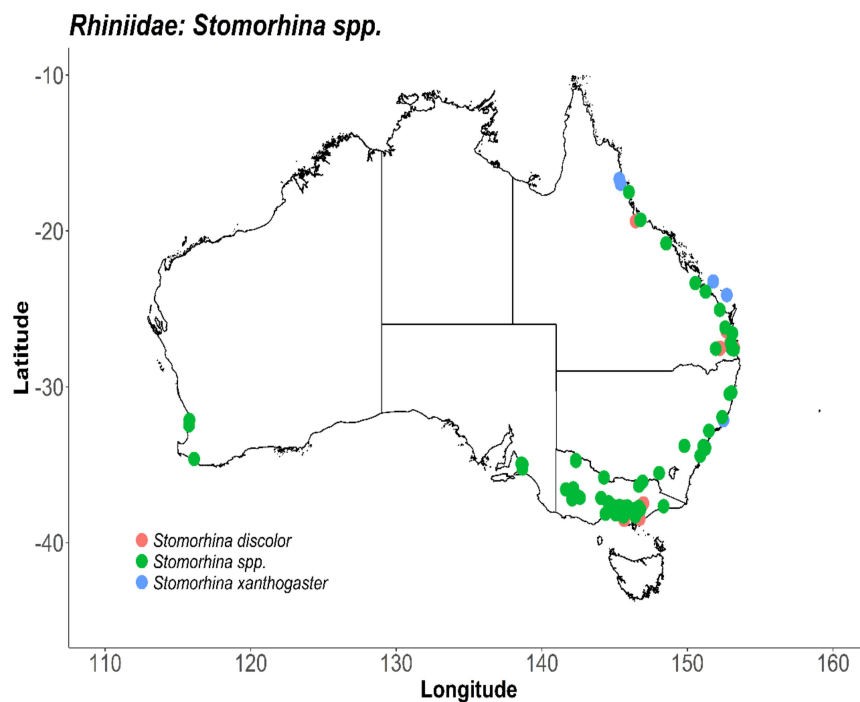 Rhiniidae: Stomorhina spp.
-10
-20
-30
-40
Latitude
Stomorhina discolor
Stomorhina spp.
Stomorhina xanthogaster
110 120 130 140 150 160
Longitude